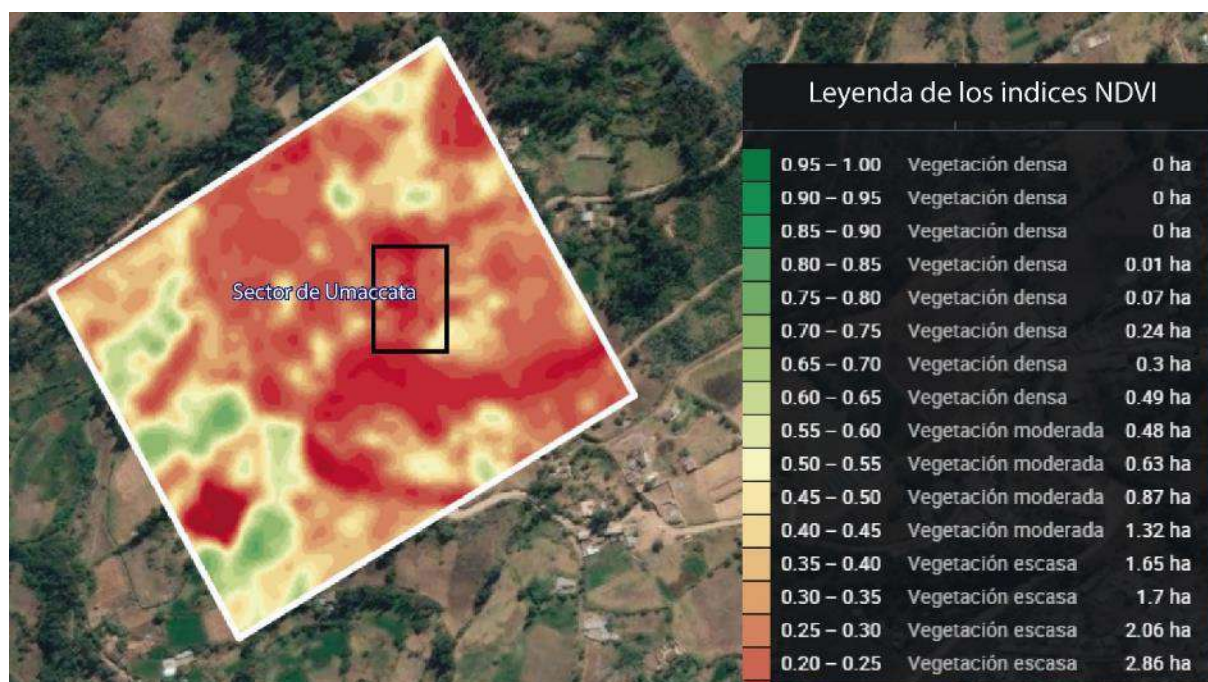 Sector de Umaccata
Leyenda de los indices NDVI
0.95 – 1.00 Vegetación densa 0 ha
0.90 – 0.95 Vegetación densa 0 ha
0.85 – 0.90 Vegetación densa 0 ha
0.80 – 0.85 Vegetación densa 0.01 ha
0.75 – 0.80 Vegetación densa 0.07 ha
0.70 – 0.75 Vegetación densa 0.24 ha
0.65 – 0.70 Vegetación densa 0.3 ha
0.60 – 0.65 Vegetación densa 0.49 ha
0.55 – 0.60 Vegetación moderada 0.48 ha
0.50 – 0.55 Vegetación moderada 0.63 ha
0.45 – 0.50 Vegetación moderada 0.87 ha
0.40 – 0.45 Vegetación moderada 1.32 ha
0.35 – 0.40 Vegetación escasa 1.65 ha
0.30 – 0.35 Vegetación escasa 1.7 ha
0.25 – 0.30 Vegetación escasa 2.06 ha
0.20 – 0.25 Vegetación escasa 2.86 ha